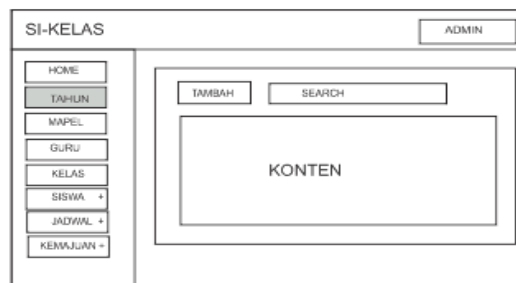 SI-KELAS
ADMIN
HOME
TAHUN
MAPEL
GURU
KELAS
SISWA +
JADWAL +
KEMAJUAN +
TAMBAH
SEARCH
KONTEN